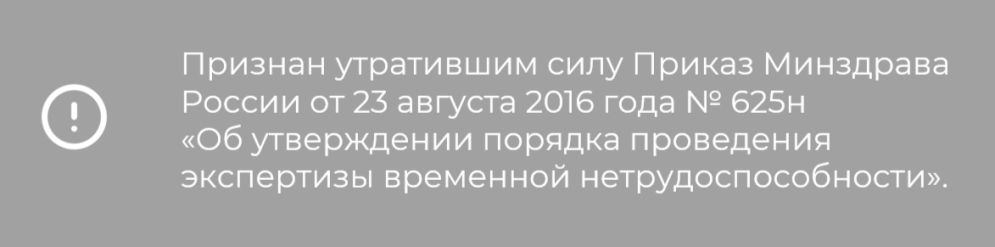 Признан утратившим силу Приказ Минздрава
России от 23 августа 2016 года № 625н
«Об утверждении порядка проведения
экспертизы временной нетрудоспособности».